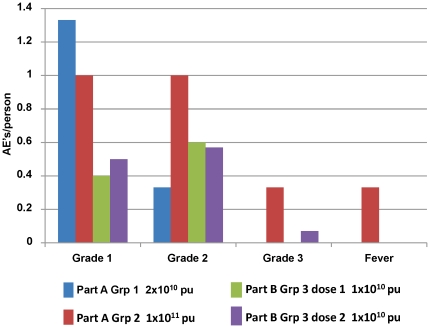 1.4
1.2
1
0.8
0.6
0.4
0.2
0
AE's/person
Grade 1 Grade 2 Grade 3 Fever
Part A Grp 1 2x10¹⁰ pu Part B Grp 3 dose 1 1x10¹⁰ pu
Part A Grp 2 1x10¹¹ pu Part B Grp 3 dose 2 1x10¹⁰ pu